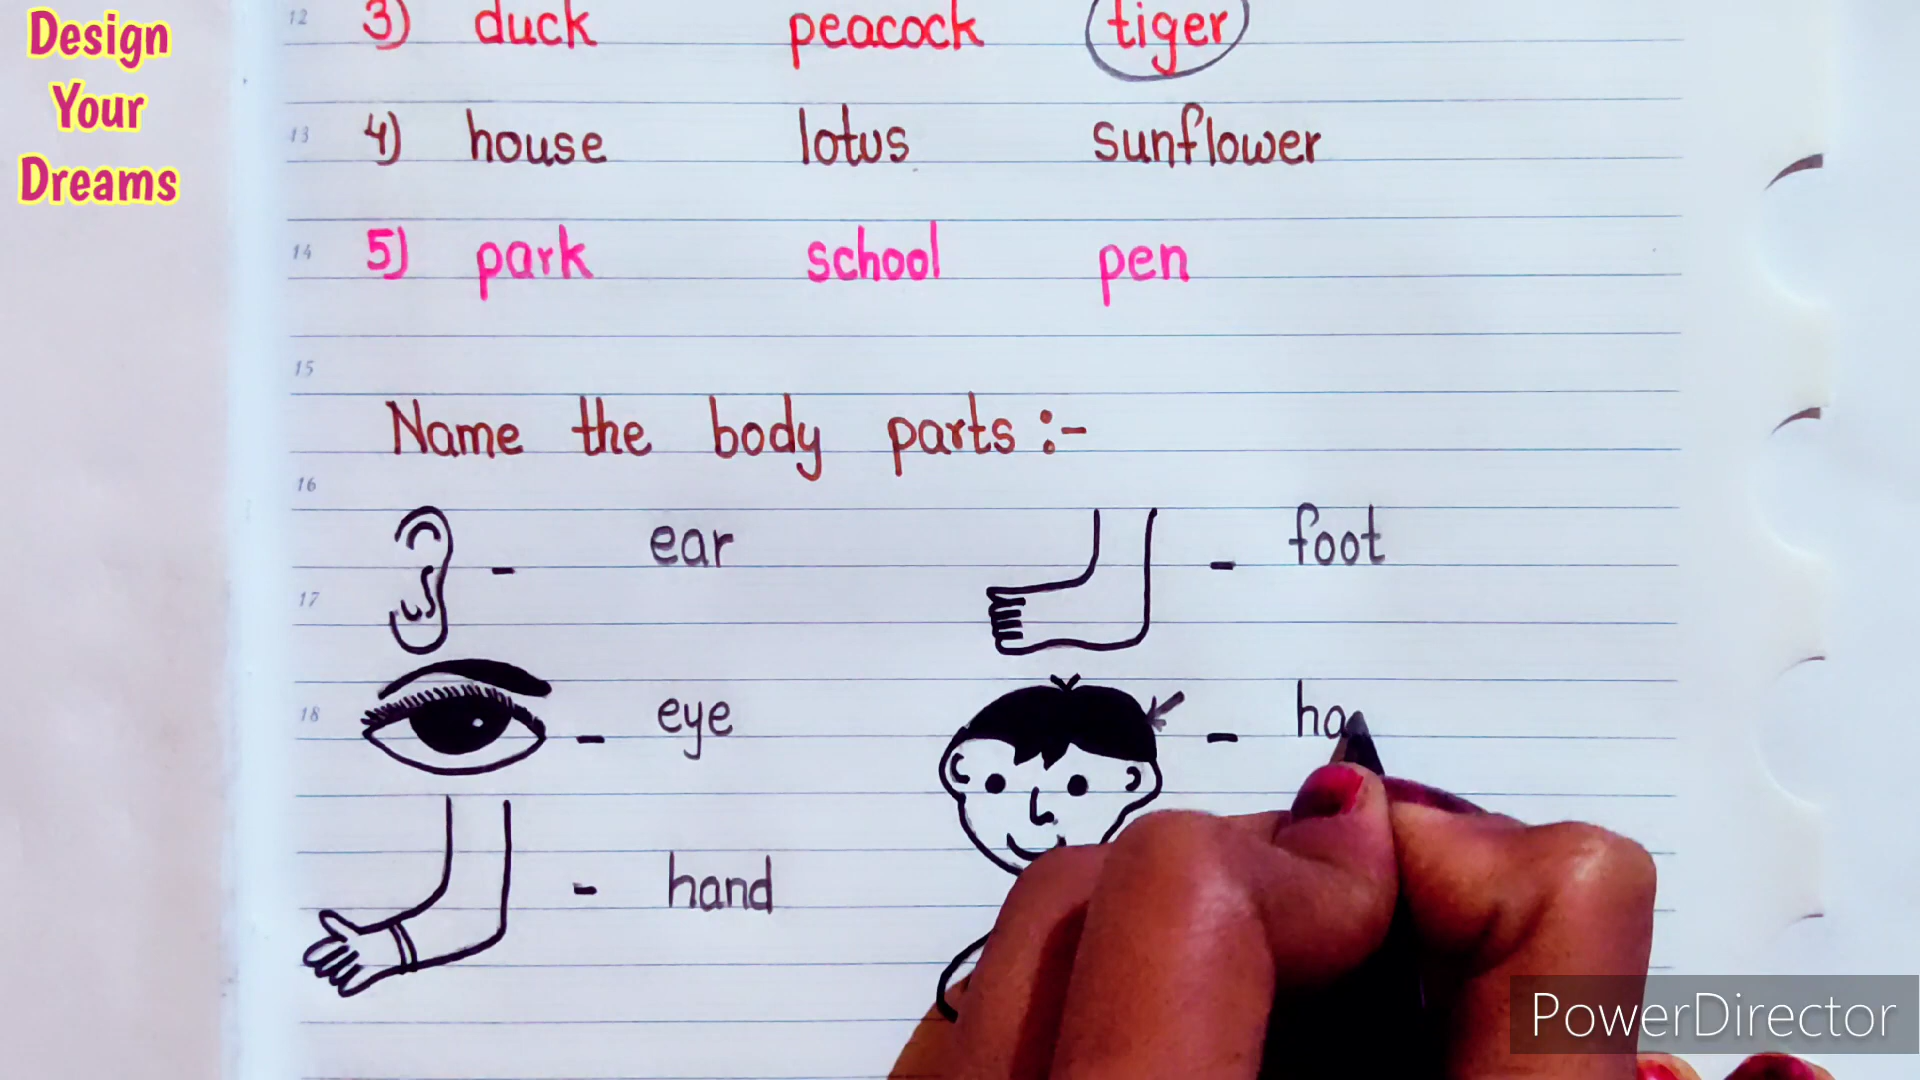 Design
Your
Dreams
12 3) duck peacock tiger
13 4) house lotus sunflower
14 5) park school pen
15
Name the body parts :-
16
- ear - foot
17
18 - eye - ha
- hand
PowerDirector